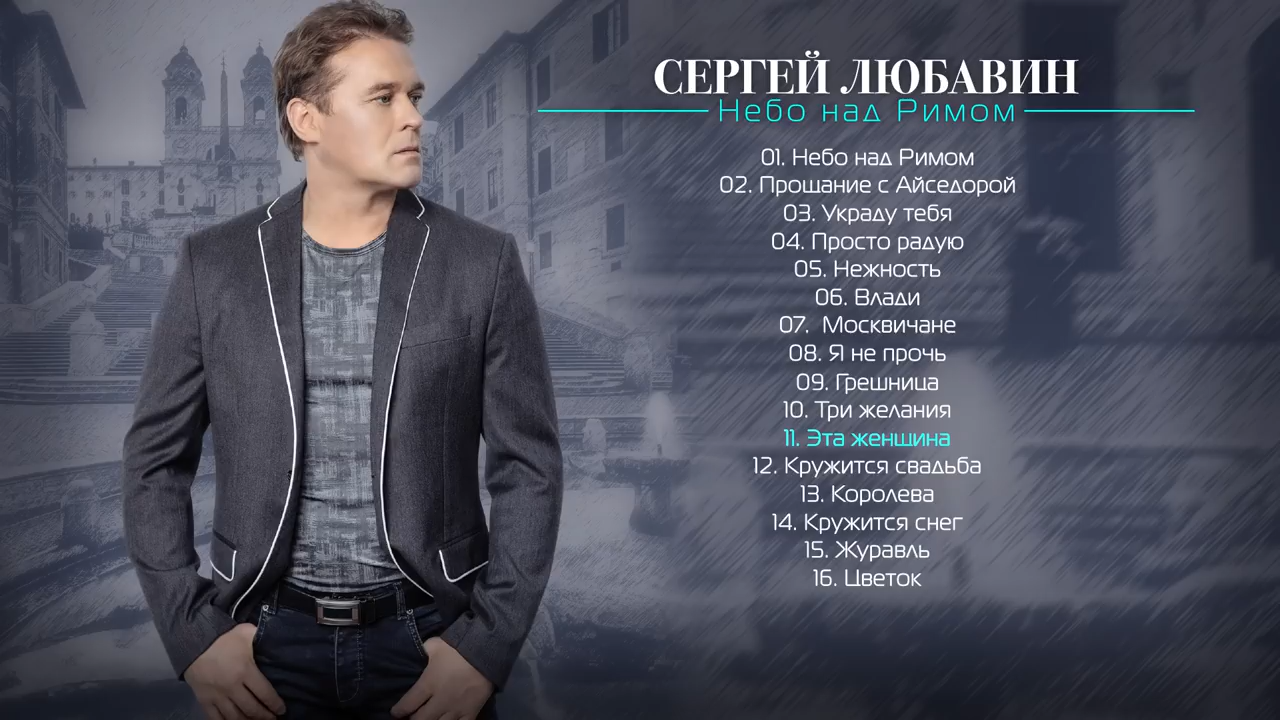 СЕРГЕЙ ЛЮБАВИН
Небо над Римом
01. Небо над Римом
02. Прощание с Айседорой
03. Украду тебя
04. Просто радую
05. Нежность
06. Влади
07. Москвичане
08. Я не прочь
09. Грешница
10. Три желания
11. Эта женщина
12. Кружится свадьба
13. Королева
14. Кружится снег
15. Журавль
16. Цветок